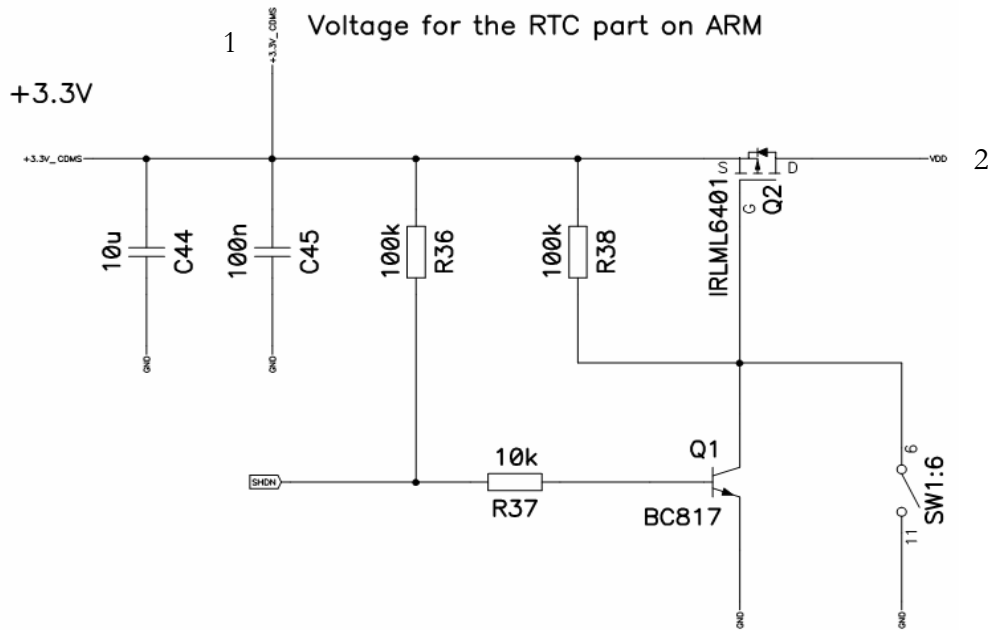 Voltage for the RTC part on ARM
1
+3.3V_CDMS
+3.3V
+3.3V_CDMS
VDD
2
S
D
G
Q2
IRLML6401
10u
C44
100n
C45
100k
R36
100k
R38
GND
GND
SHDN
10k
R37
Q1
BC817
6
SW1:6
11
GND
GND